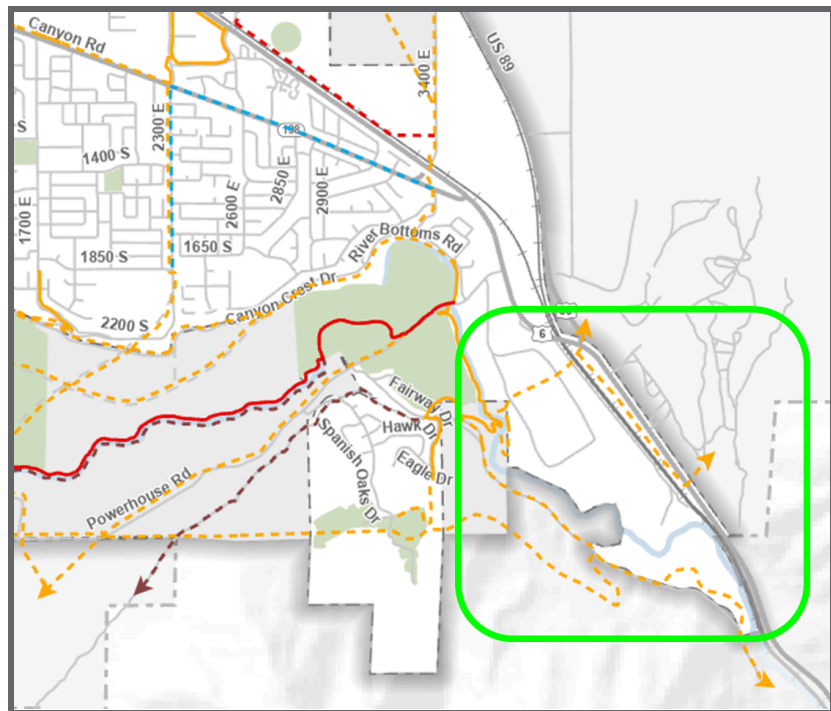 Canyon Rd
US 89
3400 E
2300 E
198
S
1400 S
2850 E
2900 E
2600 E
1700 E
River Bottoms Rd
1650 S
1850 S
Canyon Crest Dr
2200 S
6
Fairway Dr
Hawk Dr
Spanish Oaks Dr
Eagle Dr
Powerhouse Rd